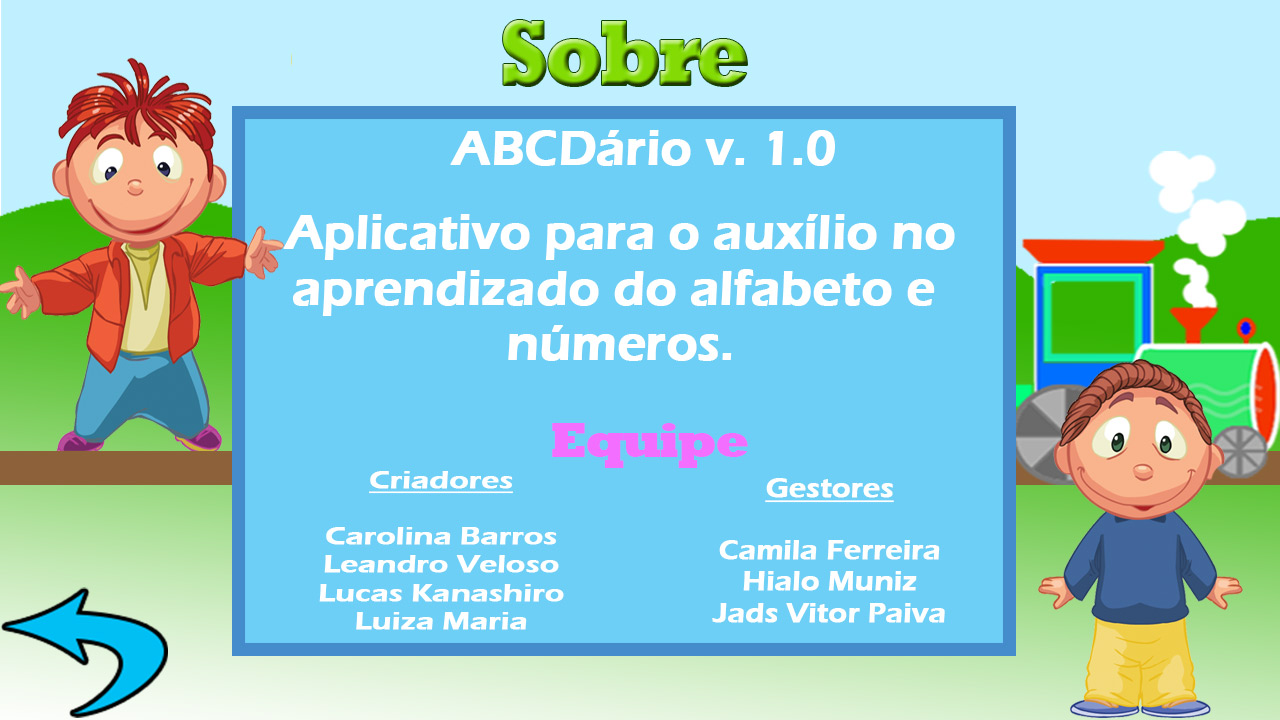 Sobre
ABCDário v. 1.0
Aplicativo para o auxílio no
aprendizado do alfabeto e
números.
Equipe
Criadores
Carolina Barros
Leandro Veloso
Lucas Kanashiro
Luiza Maria
Gestores
Camila Ferreira
Hialo Muniz
Jads Vitor Paiva